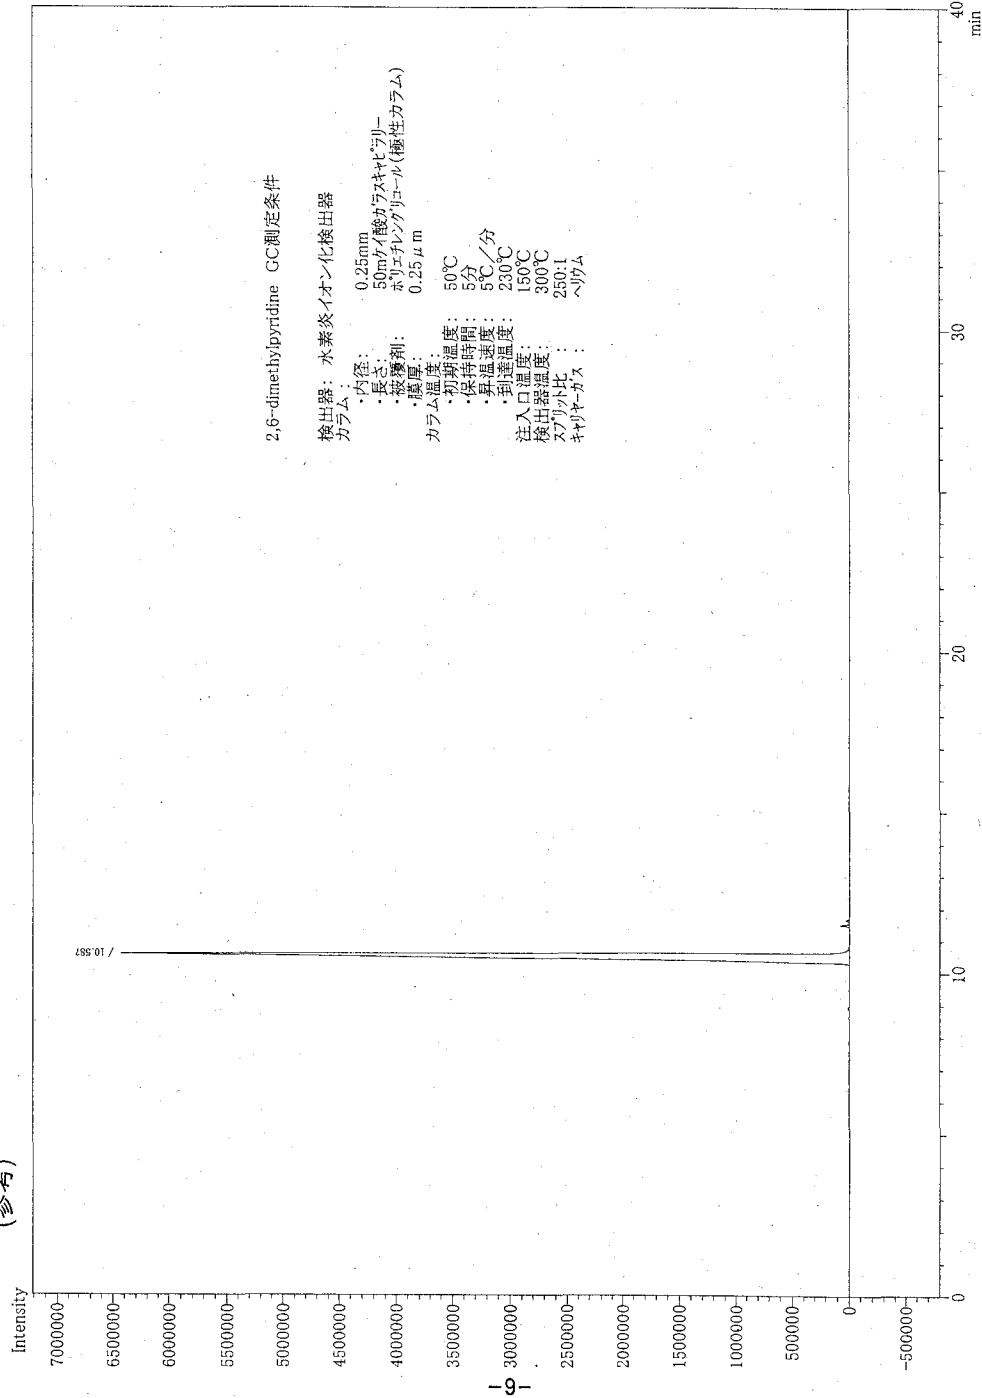 (参考)
Intensity
7000000
6500000
6000000
5500000
5000000
4500000
4000000
3500000
3000000
2500000
2000000
1500000
1000000
500000
0
-500000
/ 10.587
2,6-dimethylpyridine GC測定条件
検出器: 水素炎イオン化検出器
カラム:
・内径: 0.25mm
・長さ: 50mケイ酸ガラスキャピラリー
・被覆剤: ポリエチレングリコール(極性カラム)
・膜厚: 0.25μm
カラム温度:
・初期温度: 50℃
・保持時間: 5分
・昇温速度: 5℃/分
・到達温度: 230℃
注入口温度: 150℃
検出器温度: 300℃
スプリット比 : 250:1
キャリヤーガス : ヘリウム
0
10
20
30
40
min
-6-